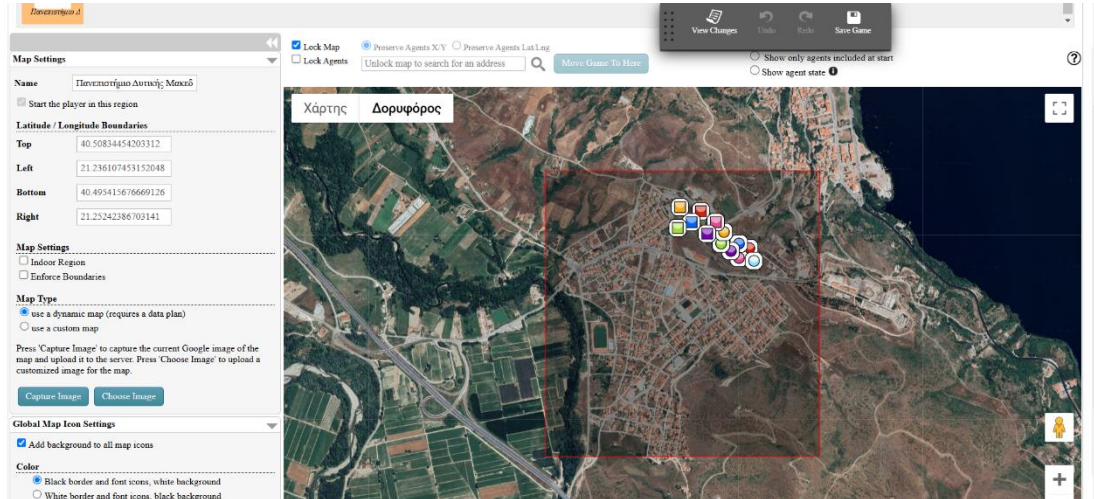 Πανεπιστήμιο Δ
View Changes
Undo
Redo
Save Game
Map Settings
Name
Πανεπιστήμιο Δυτικής Μακεδ
Start the player in this region
Latitude / Longitude Boundaries
Top
40.50834454203312
Left
21.236107453152048
Bottom
40.495415676669126
Right
21.25242386703141
Map Settings
Indoor Region
Enforce Boundaries
Map Type
use a dynamic map (requires a data plan)
use a custom map
Press 'Capture Image' to capture the current Google image of the
map and upload it to the server. Press 'Choose Image' to upload a
customized image for the map.
Capture Image
Choose Image
Global Map Icon Settings
Add background to all map icons
Color
Black border and font icons, white background
White border and font icons, black background
Lock Map
Preserve Agents X/Y
Preserve Agents Lat/Lng
Lock Agents
Unlock map to search for an address
Move Game To Here
Show only agents included at start
Show agent state
Χάρτης
Δορυφόρος